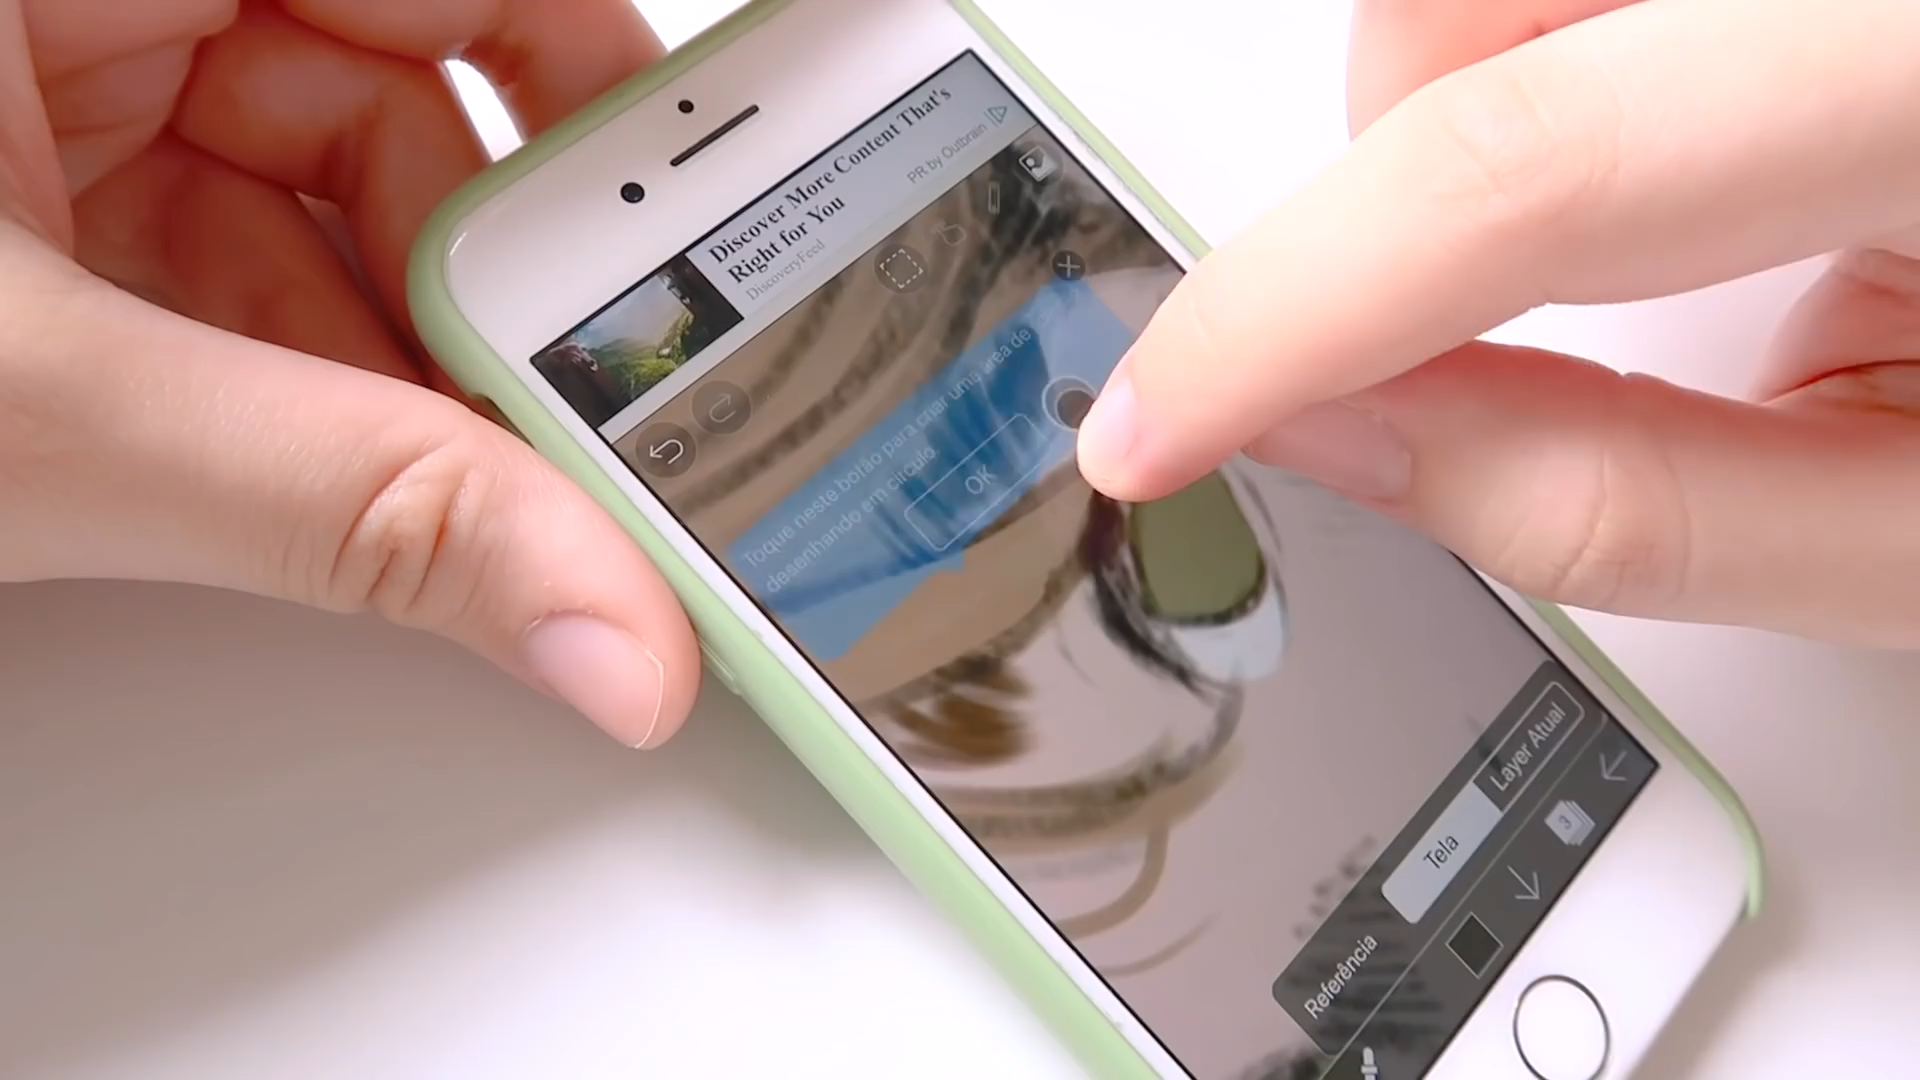 Discover More Content That's
Right for You
DiscoveryFeed
PR by Outbrain
Toque neste botão para criar uma área de
desenhando em círculo
OK
Layer Atual
Tela
Referência
3